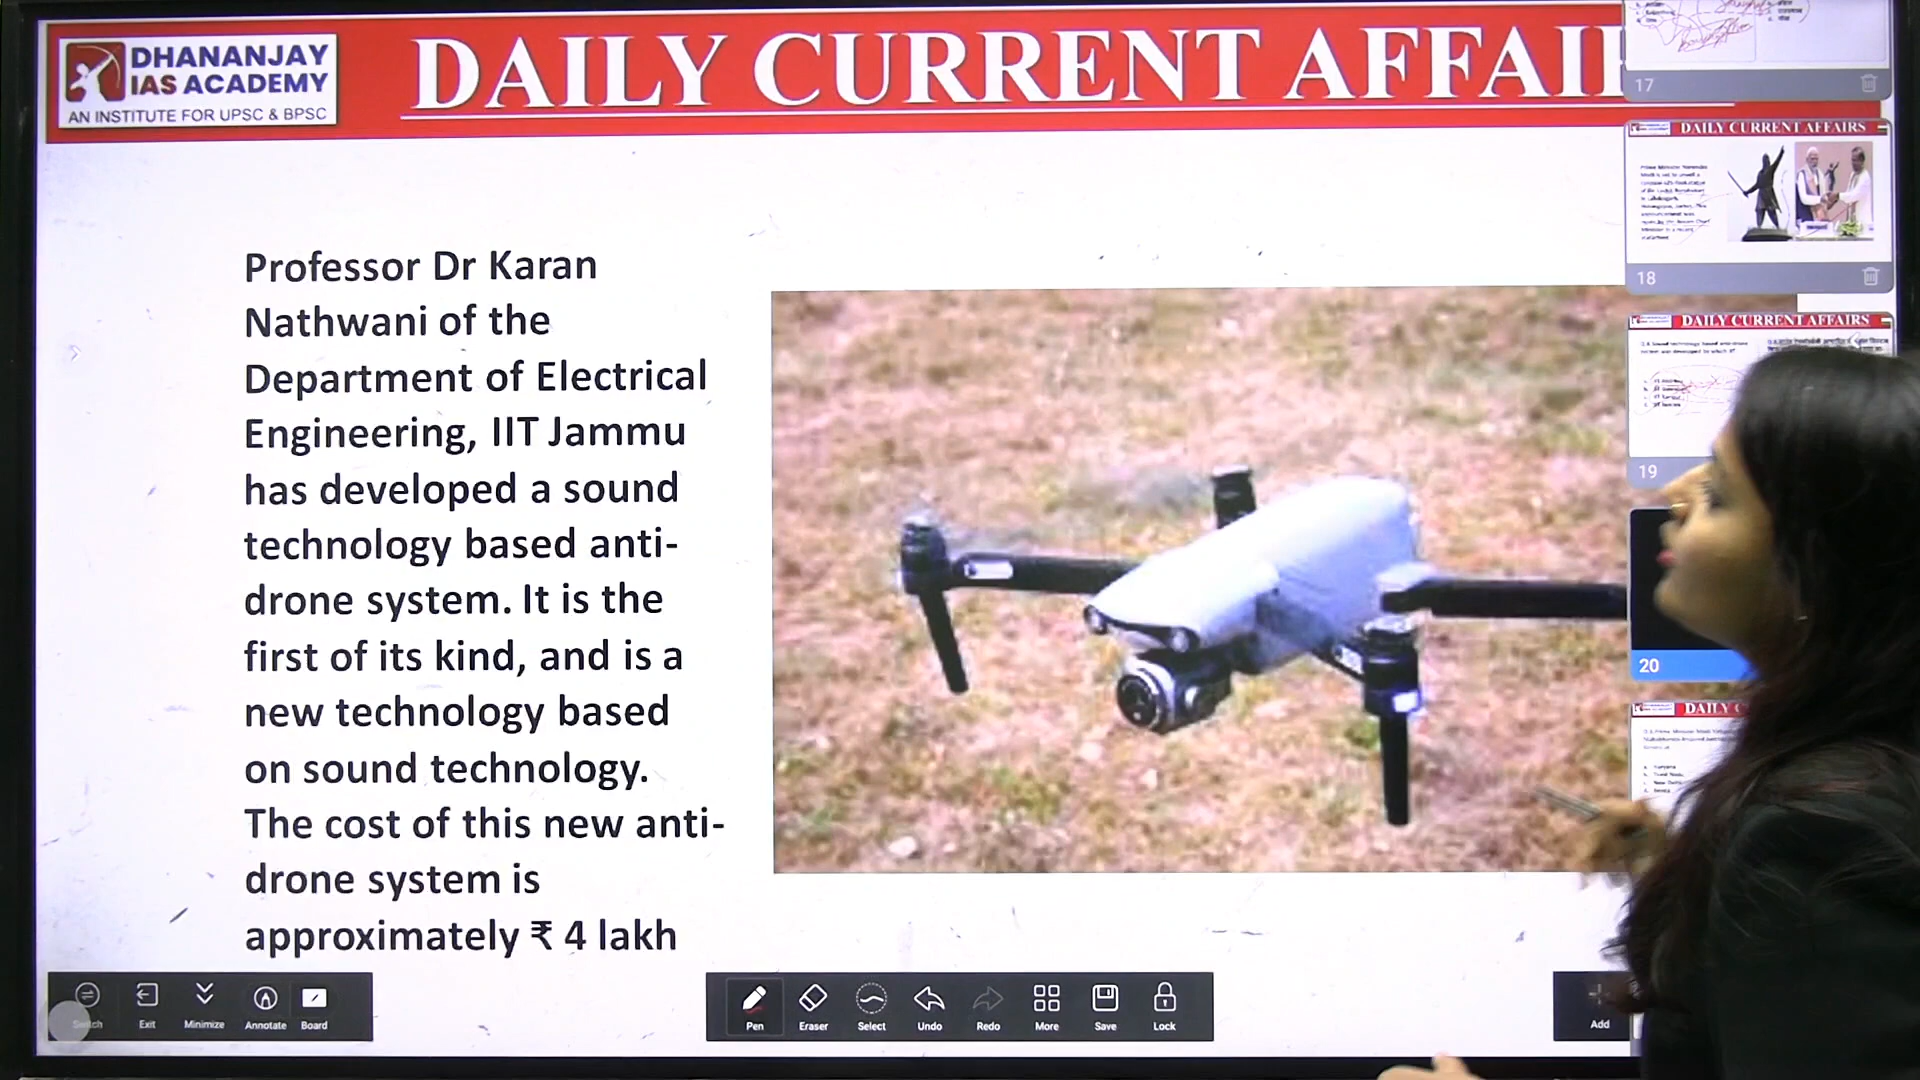 DHANANJAY
IAS ACADEMY
AN INSTITUTE FOR UPSC & BPSC
DAILY CURRENT AFFAI
Professor Dr Karan
Nathwani of the
Department of Electrical
Engineering, IIT Jammu
has developed a sound
technology based anti-
drone system. It is the
first of its kind, and is a
new technology based
on sound technology.
The cost of this new anti-
drone system is
approximately ₹ 4 lakh
17
DAILY CURRENT AFFAIRS
18
DAILY CURRENT AFFAIRS
19
20
DAILY C
Switch
Exit
Minimize
Annotate
Board
Pen
Eraser
Select
Undo
Redo
More
Save
Lock
Add